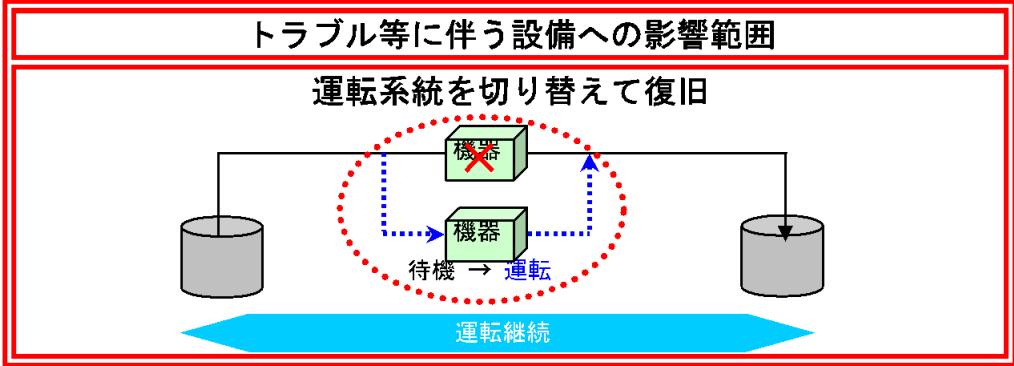 トラブル等に伴う設備への影響範囲
運転系統を切り替えて復旧
機器
機器
待機 → 運転
運転継続